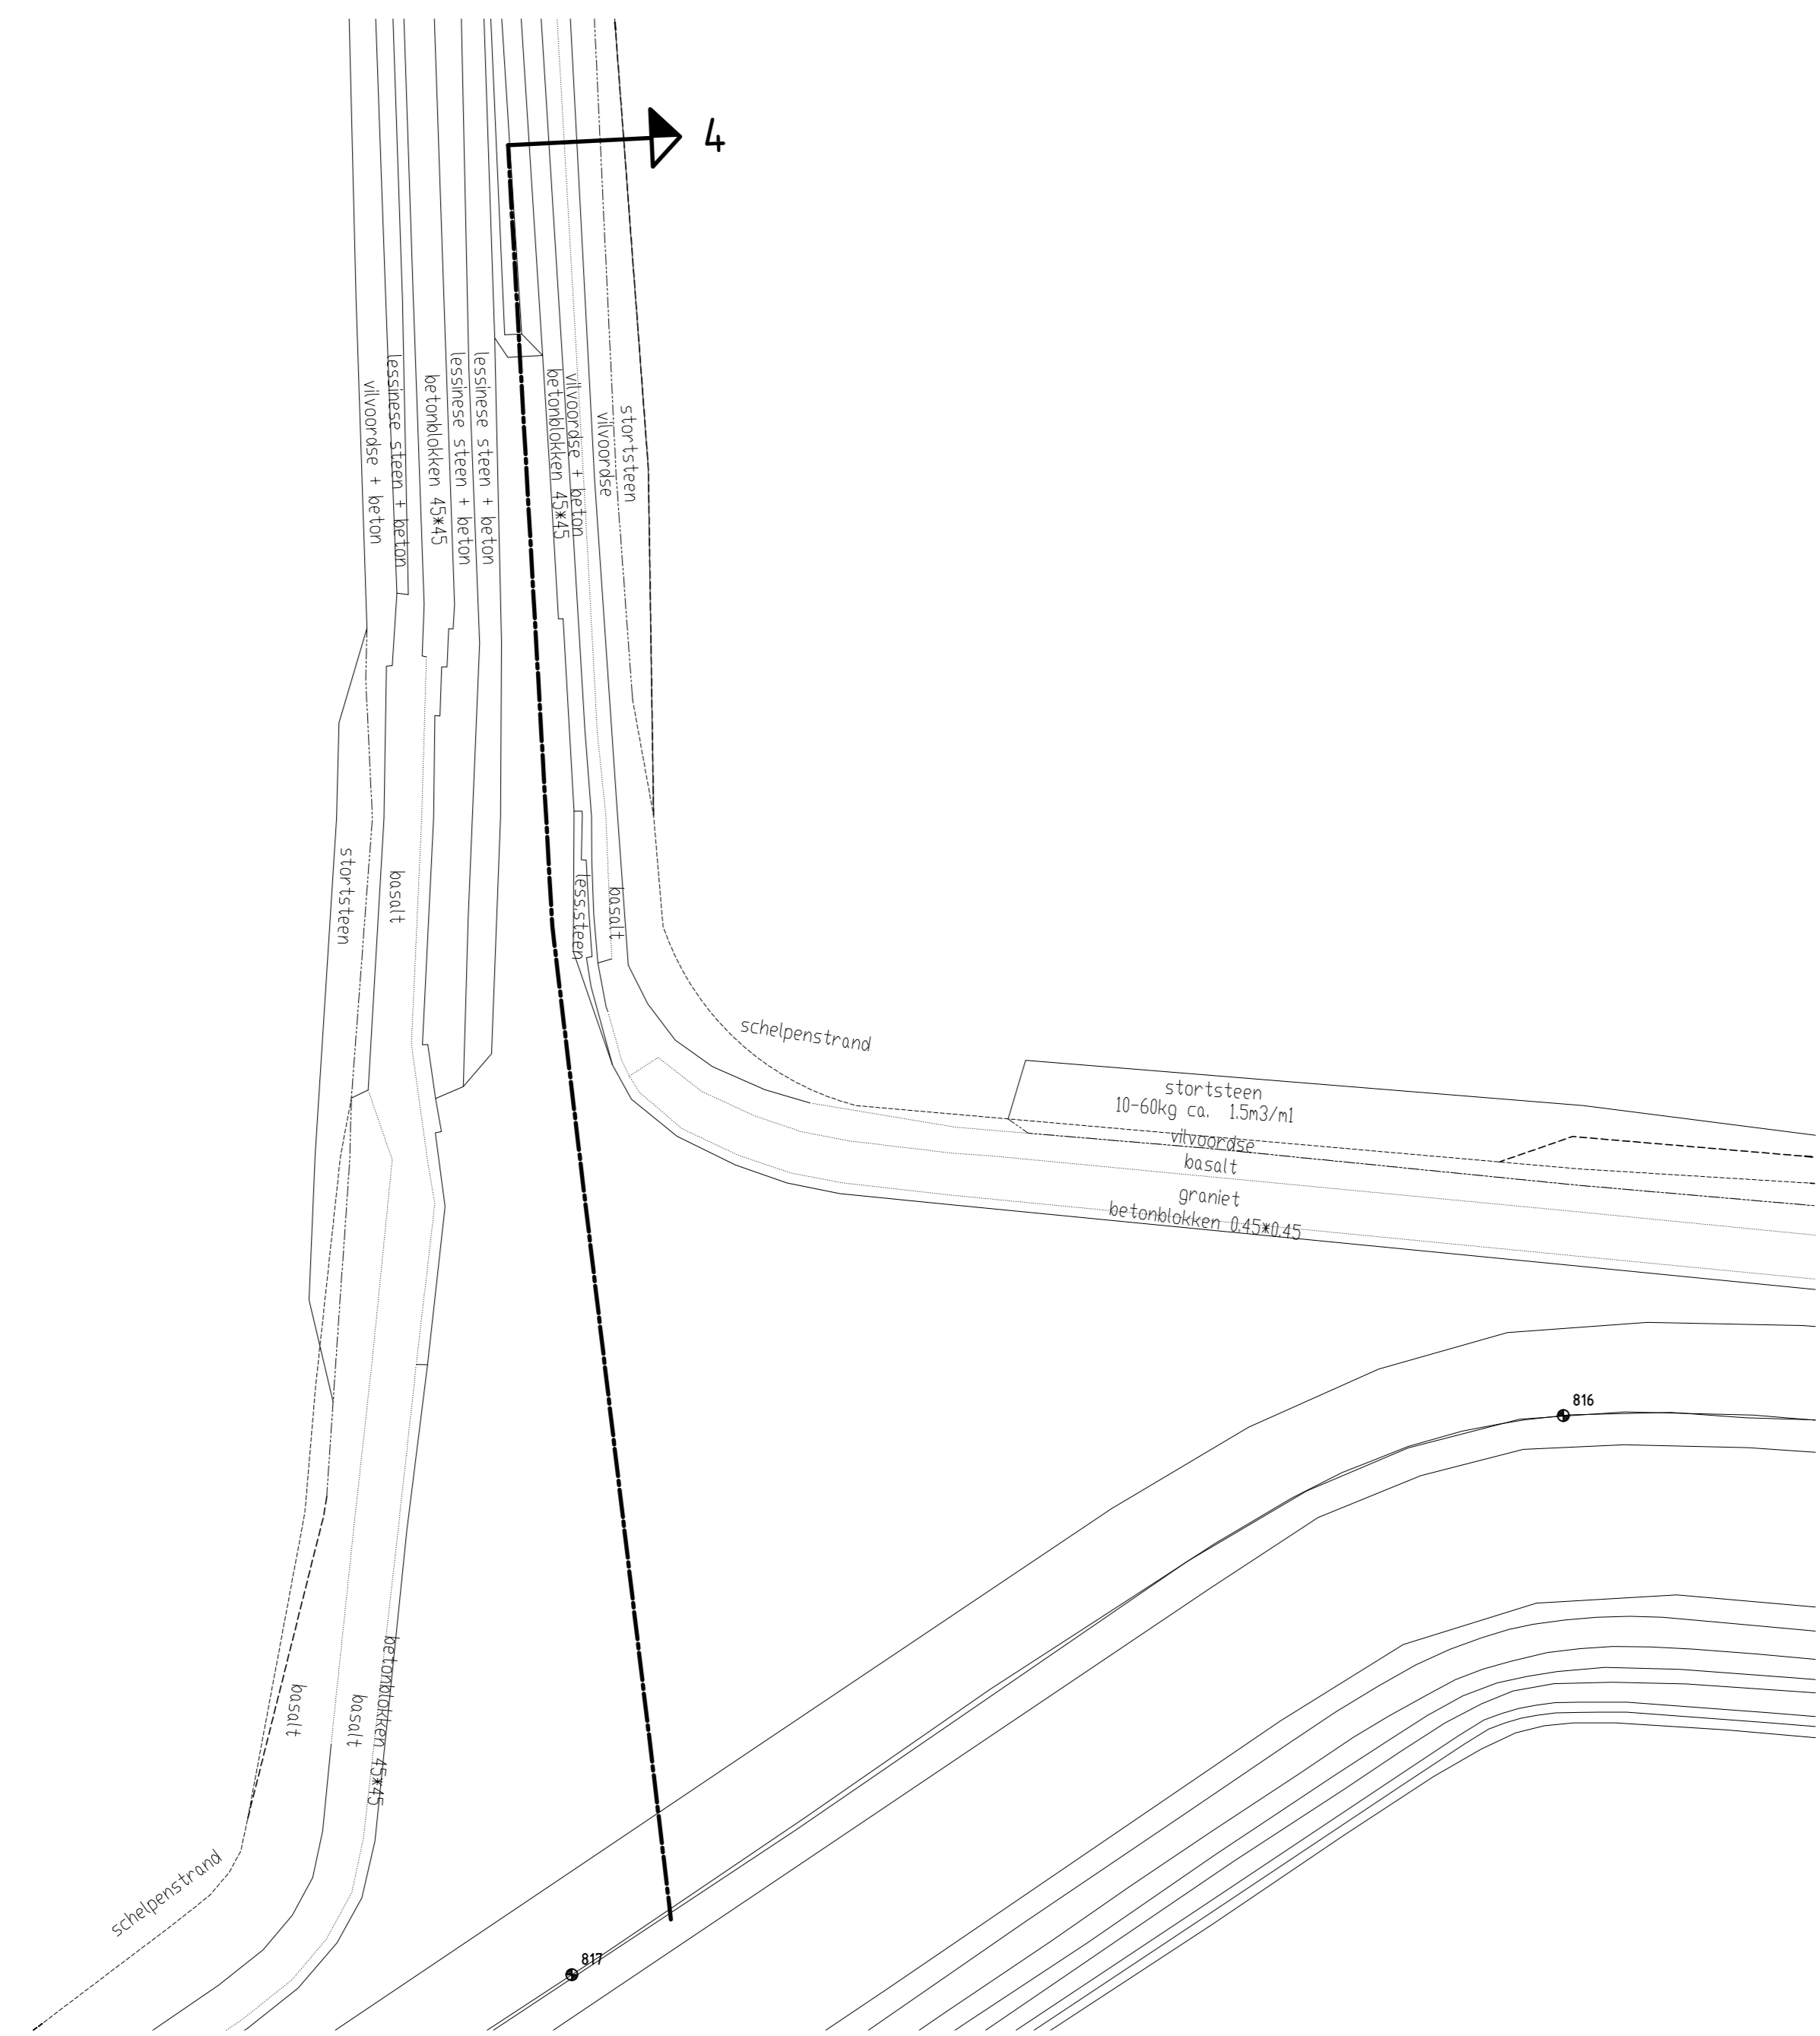 4
vilvoordse + beton
lessinese steen + beton
betonblokken 45*45
lessinese steen + beton
lessinese steen + beton
betonblokken 45*45
vilvoordse + beton
vilvoordse
stortsteen
stortsteen
basalt
less.steen
basalt
schelpenstrand
stortsteen
10-60kg ca. 1.5m3/m1
vilvoordse
basalt
graniet
betonblokken 0.45*0.45
816
basalt
basalt
betonblokken 45*45
schelpenstrand
817